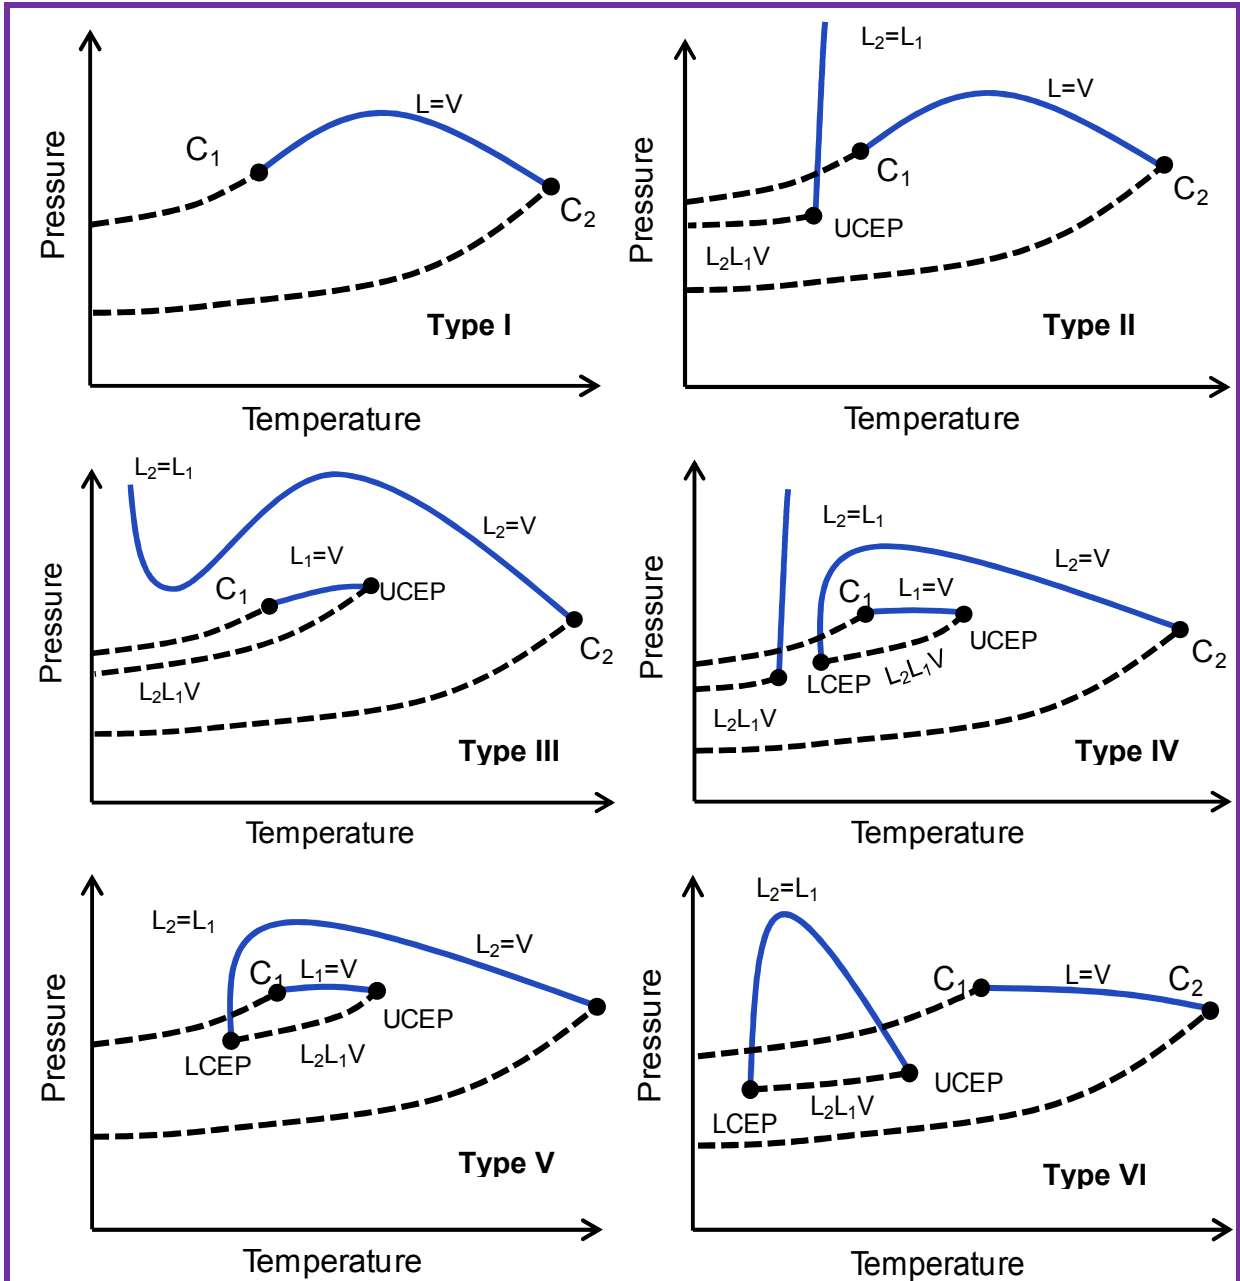 L₂=L₁
L=V
L=V
C₁
C₁
C₂
C₂
Pressure
Pressure
UCEP
L₂L₁V
Type I
Type II
Temperature
Temperature
L₂=L₁
L₂=V
L₁=V
C₁
UCEP
C₂
L₂L₁V
Pressure
Type III
Temperature
L₂=L₁
L₂=V
C₁
L₁=V
UCEP
C₂
LCEP
L₂L₁V
L₂L₁V
Pressure
Type IV
Temperature
L₂=L₁
L₂=V
C₁
L₁=V
UCEP
LCEP
L₂L₁V
Pressure
Type V
Temperature
L₂=L₁
C₁
L=V
C₂
UCEP
LCEP
L₂L₁V
Pressure
Type VI
Temperature